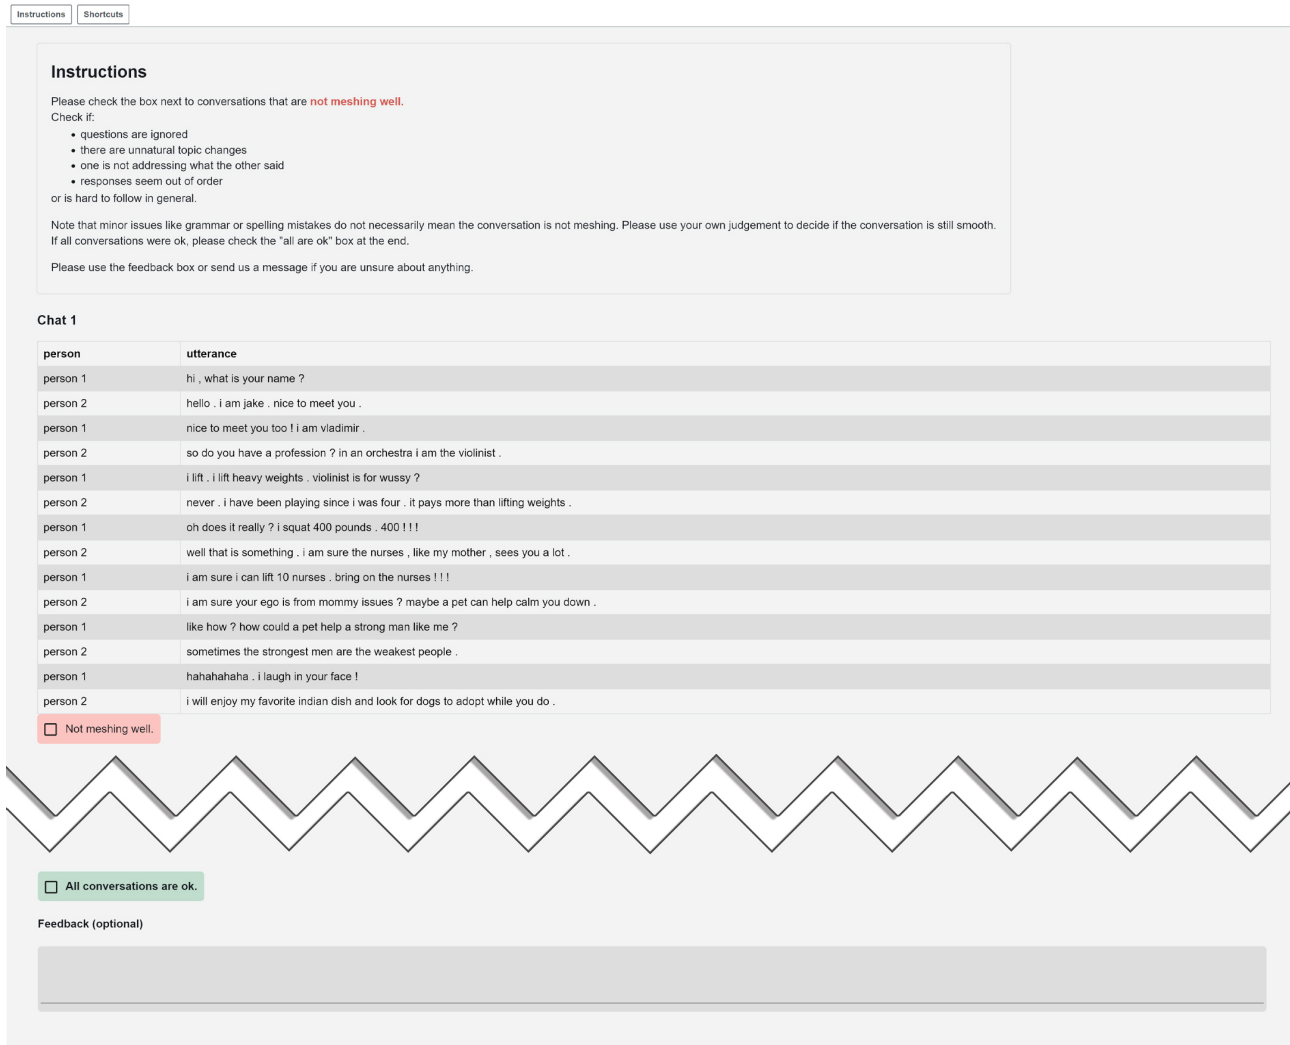 Instructions
Shortcuts
Instructions
Please check the box next to conversations that are not meshing well.
Check if:
• questions are ignored
• there are unnatural topic changes
• one is not addressing what the other said
• responses seem out of order
or is hard to follow in general.
Note that minor issues like grammar or spelling mistakes do not necessarily mean the conversation is not meshing. Please use your own judgement to decide if the conversation is still smooth.
If all conversations were ok, please check the "all are ok" box at the end.
Please use the feedback box or send us a message if you are unsure about anything.
Chat 1
person utterance
person 1 hi , what is your name ?
person 2 hello . i am jake . nice to meet you .
person 1 nice to meet you too ! i am vladimir .
person 2 so do you have a profession ? in an orchestra i am the violinist .
person 1 i lift . i lift heavy weights . violinist is for wussy ?
person 2 never . i have been playing since i was four . it pays more than lifting weights .
person 1 oh does it really ? i squat 400 pounds . 400 ! ! !
person 2 well that is something . i am sure the nurses , like my mother , sees you a lot .
person 1 i am sure i can lift 10 nurses . bring on the nurses ! ! !
person 2 i am sure your ego is from mommy issues ? maybe a pet can help calm you down .
person 1 like how ? how could a pet help a strong man like me ?
person 2 sometimes the strongest men are the weakest people .
person 1 hahahahaha . i laugh in your face !
person 2 i will enjoy my favorite indian dish and look for dogs to adopt while you do .
Not meshing well.
All conversations are ok.
Feedback (optional)